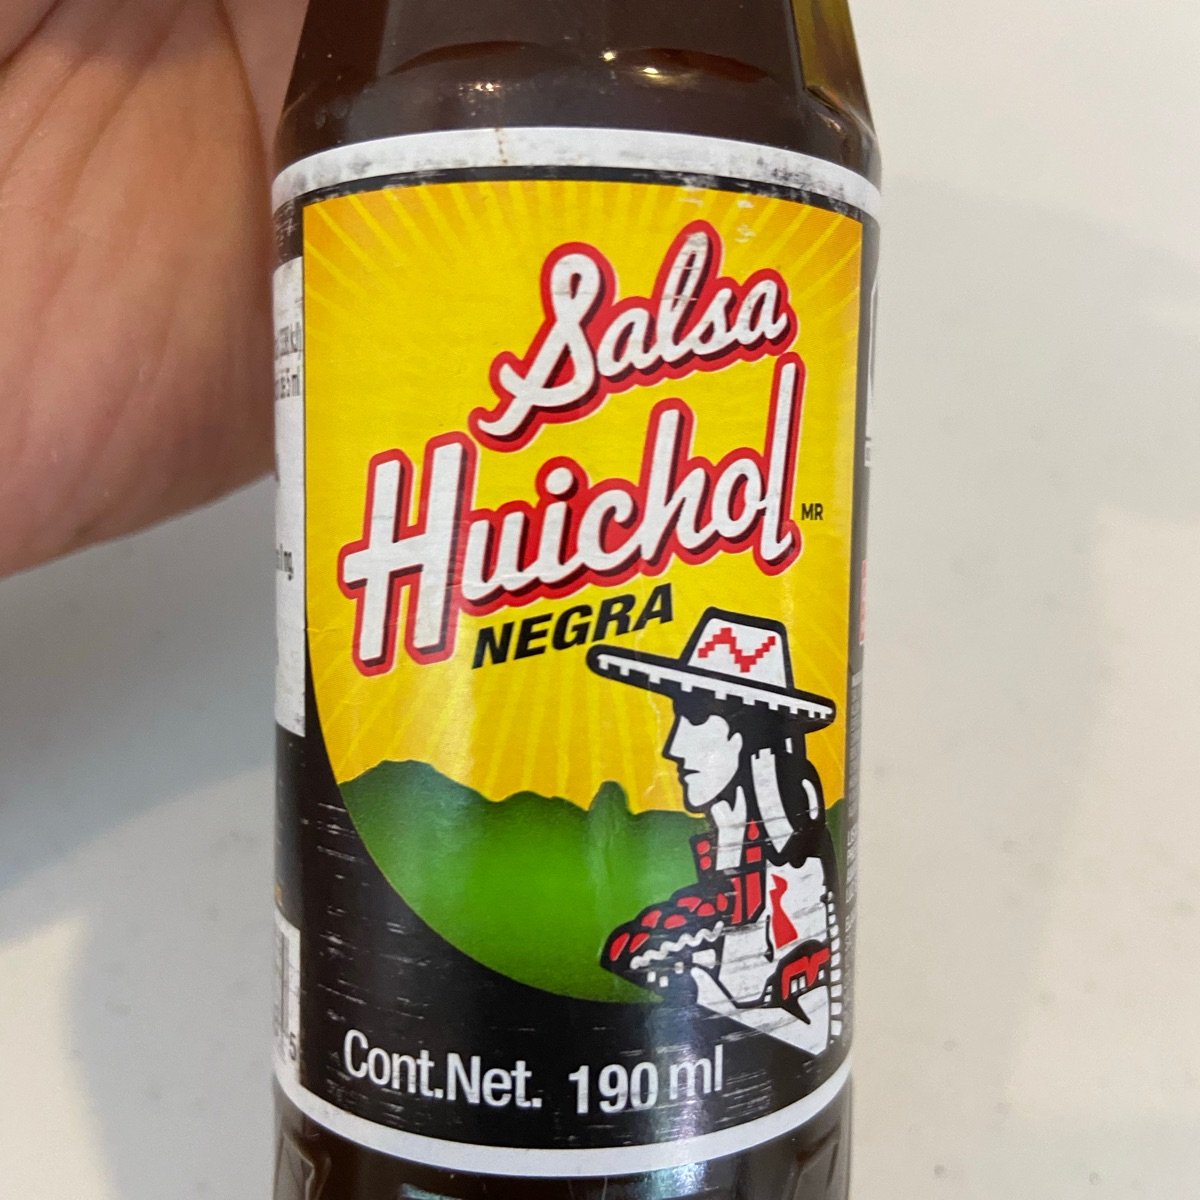 Salsa
Huichol
MR
NEGRA
Cont.Net. 190 ml